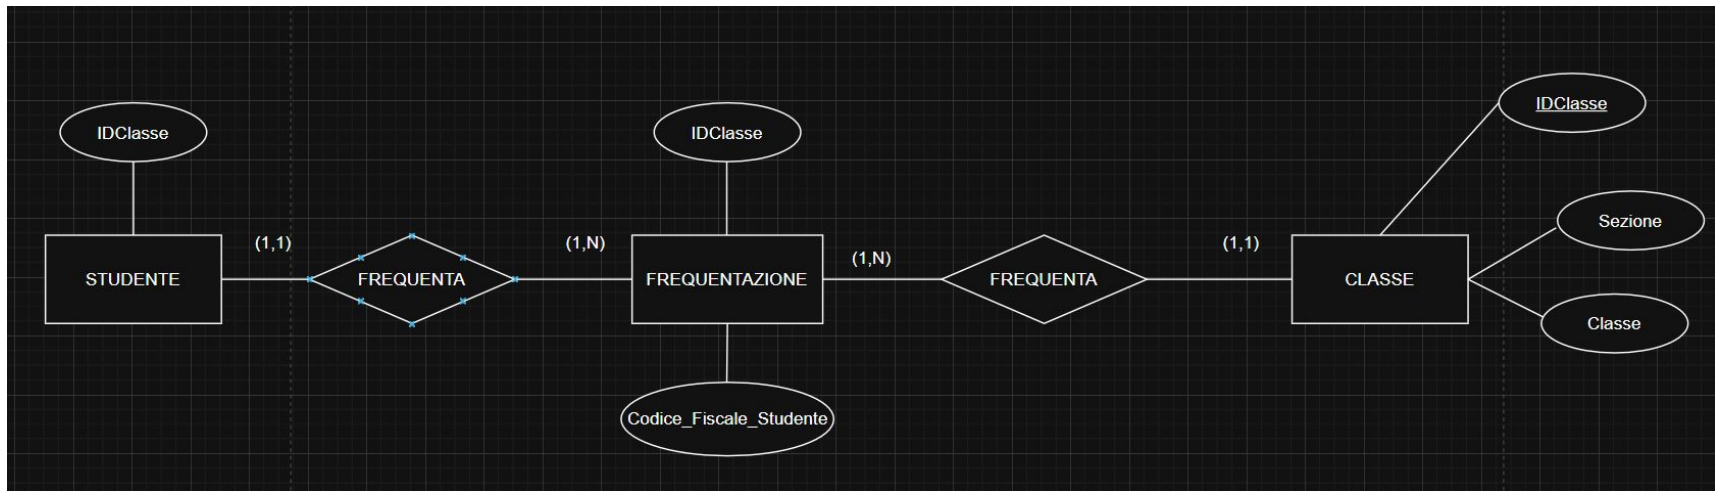 IDClasse
IDClasse
IDClasse
Sezione
(1,1)
(1,N)
(1,N)
(1,1)
STUDENTE
FREQUENTA
FREQUENTAZIONE
FREQUENTA
CLASSE
Classe
Codice_Fiscale_Studente